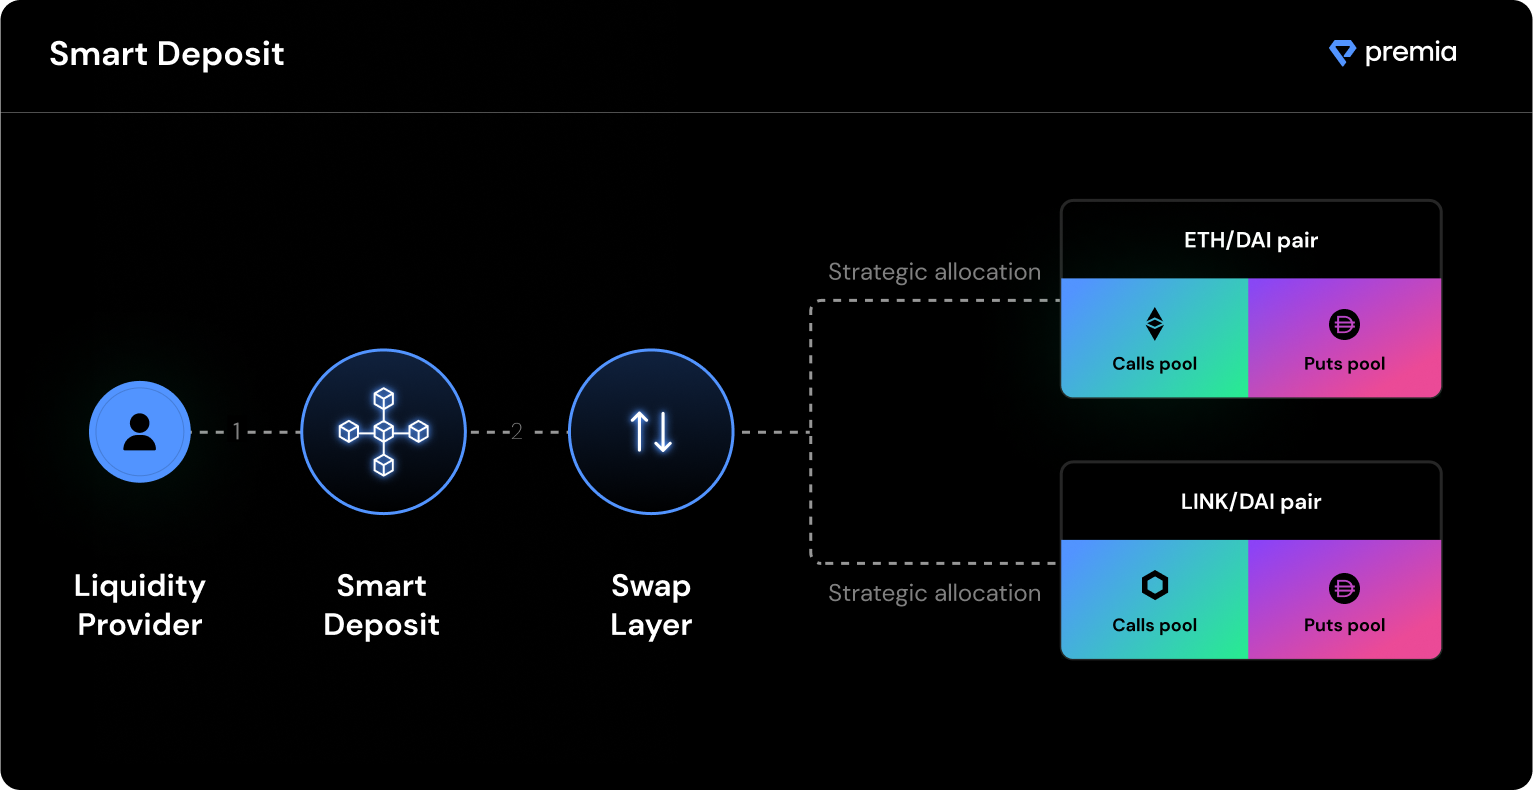 Smart Deposit
premia
Strategic allocation
ETH/DAI pair
Calls pool
Puts pool
1
2
Liquidity
Provider
Smart
Deposit
Swap
Layer
Strategic allocation
LINK/DAI pair
Calls pool
Puts pool